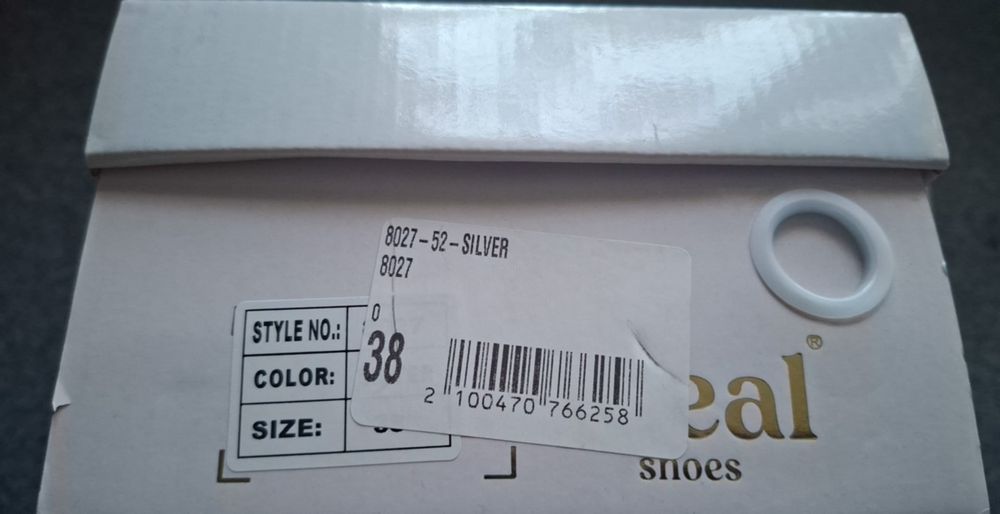 8027-52-SILVER
8027
0
38
2 100470 766258
STYLE NO.:
COLOR:
SIZE:
eal®
shoes